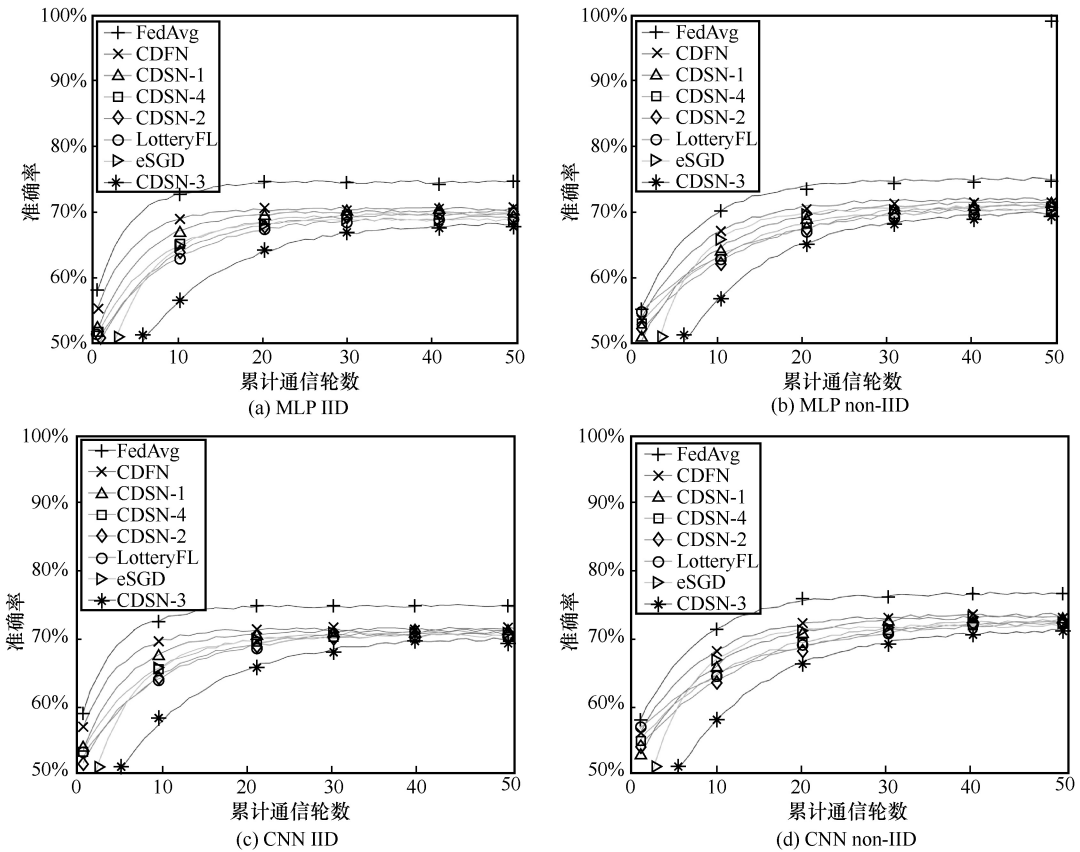 100%
90%
80%
70%
60%
50%
准确率
FedAvg
CDFN
CDSN-1
CDSN-4
CDSN-2
LotteryFL
eSGD
CDSN-3
0 10 20 30 40 50
累计通信轮数
(a) MLP IID
100%
90%
80%
70%
60%
50%
准确率
FedAvg
CDFN
CDSN-1
CDSN-4
CDSN-2
LotteryFL
eSGD
CDSN-3
0 10 20 30 40 50
累计通信轮数
(b) MLP non-IID
100%
90%
80%
70%
60%
50%
准确率
FedAvg
CDFN
CDSN-1
CDSN-4
CDSN-2
LotteryFL
eSGD
CDSN-3
0 10 20 30 40 50
累计通信轮数
(c) CNN IID
100%
90%
80%
70%
60%
50%
准确率
FedAvg
CDFN
CDSN-1
CDSN-4
CDSN-2
LotteryFL
eSGD
CDSN-3
0 10 20 30 40 50
累计通信轮数
(d) CNN non-IID